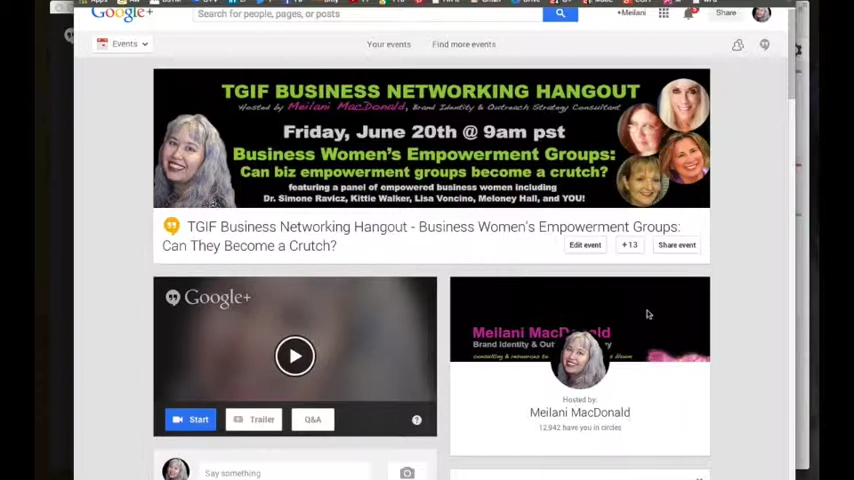 Google+
Search for people, pages, or posts
+Meilani
Share
Events
Your events
Find more events
TGIF BUSINESS NETWORKING HANGOUT
Hosted by Meilani MacDonald, Brand Identity & Outreach Strategy Consultant
Friday, June 20th @ 9am pst
Business Women's Empowerment Groups:
Can biz empowerment groups become a crutch?
featuring a panel of empowered business women including
Dr. Simone Ravicz, Kittie Walker, Lisa Voncino, Meloney Hall, and YOU!
TGIF Business Networking Hangout - Business Women's Empowerment Groups:
Can They Become a Crutch?
Edit event
+13
Share event
Google+
Start
Trailer
Q&A
Meilani MacDonald
Brand Identity &
consulting & resources to
Hosted by:
Meilani MacDonald
12,942 have you in circles
Say something